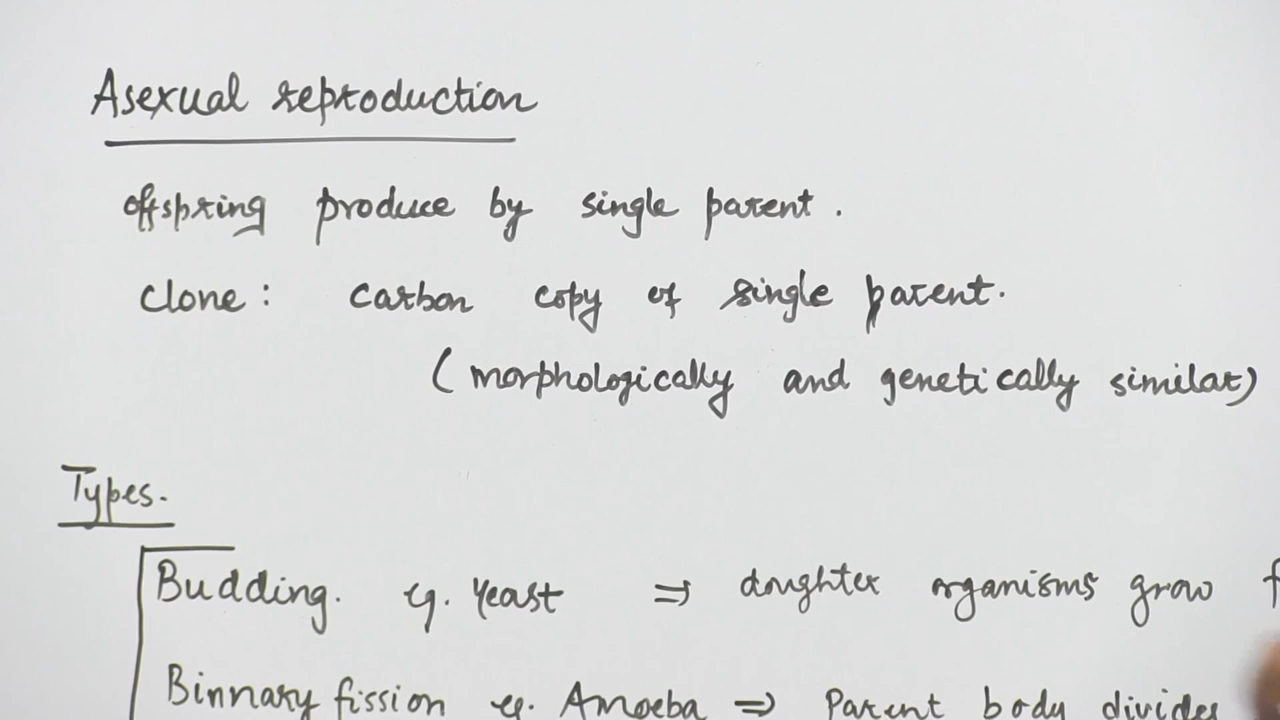 Asexual reproduction
offspring produce by single parent.
Clone: carbon copy of single parent.
(morphologically and genetically similar)
Types.
Budding. eg. Yeast ⇒ doughter organisms grow f
Binnary fission eg. Amoeba ⇒ Parent body divides